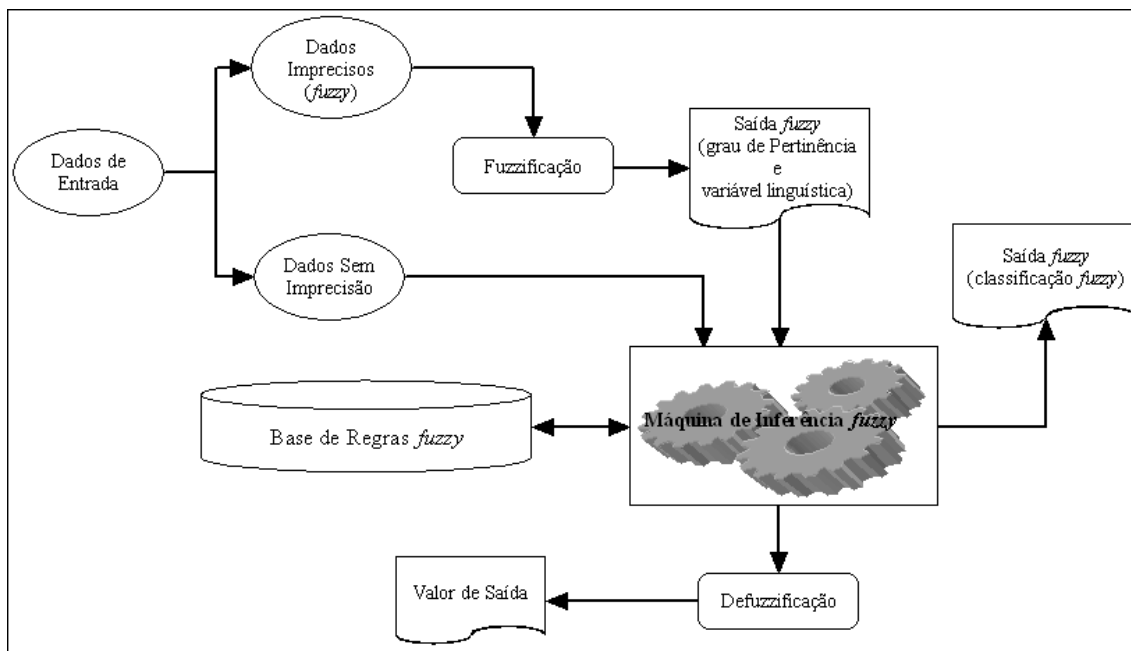 Dados
Imprecisos
(fuzzy)
Dados de
Entrada
Fuzzificação
Saída fuzzy
(grau de Pertinência
e
variável linguística)
Dados Sem
Imprecisão
Saída fuzzy
(classificação fuzzy)
Base de Regras fuzzy
Máquina de Inferência fuzzy
Valor de Saída
Defuzzificação